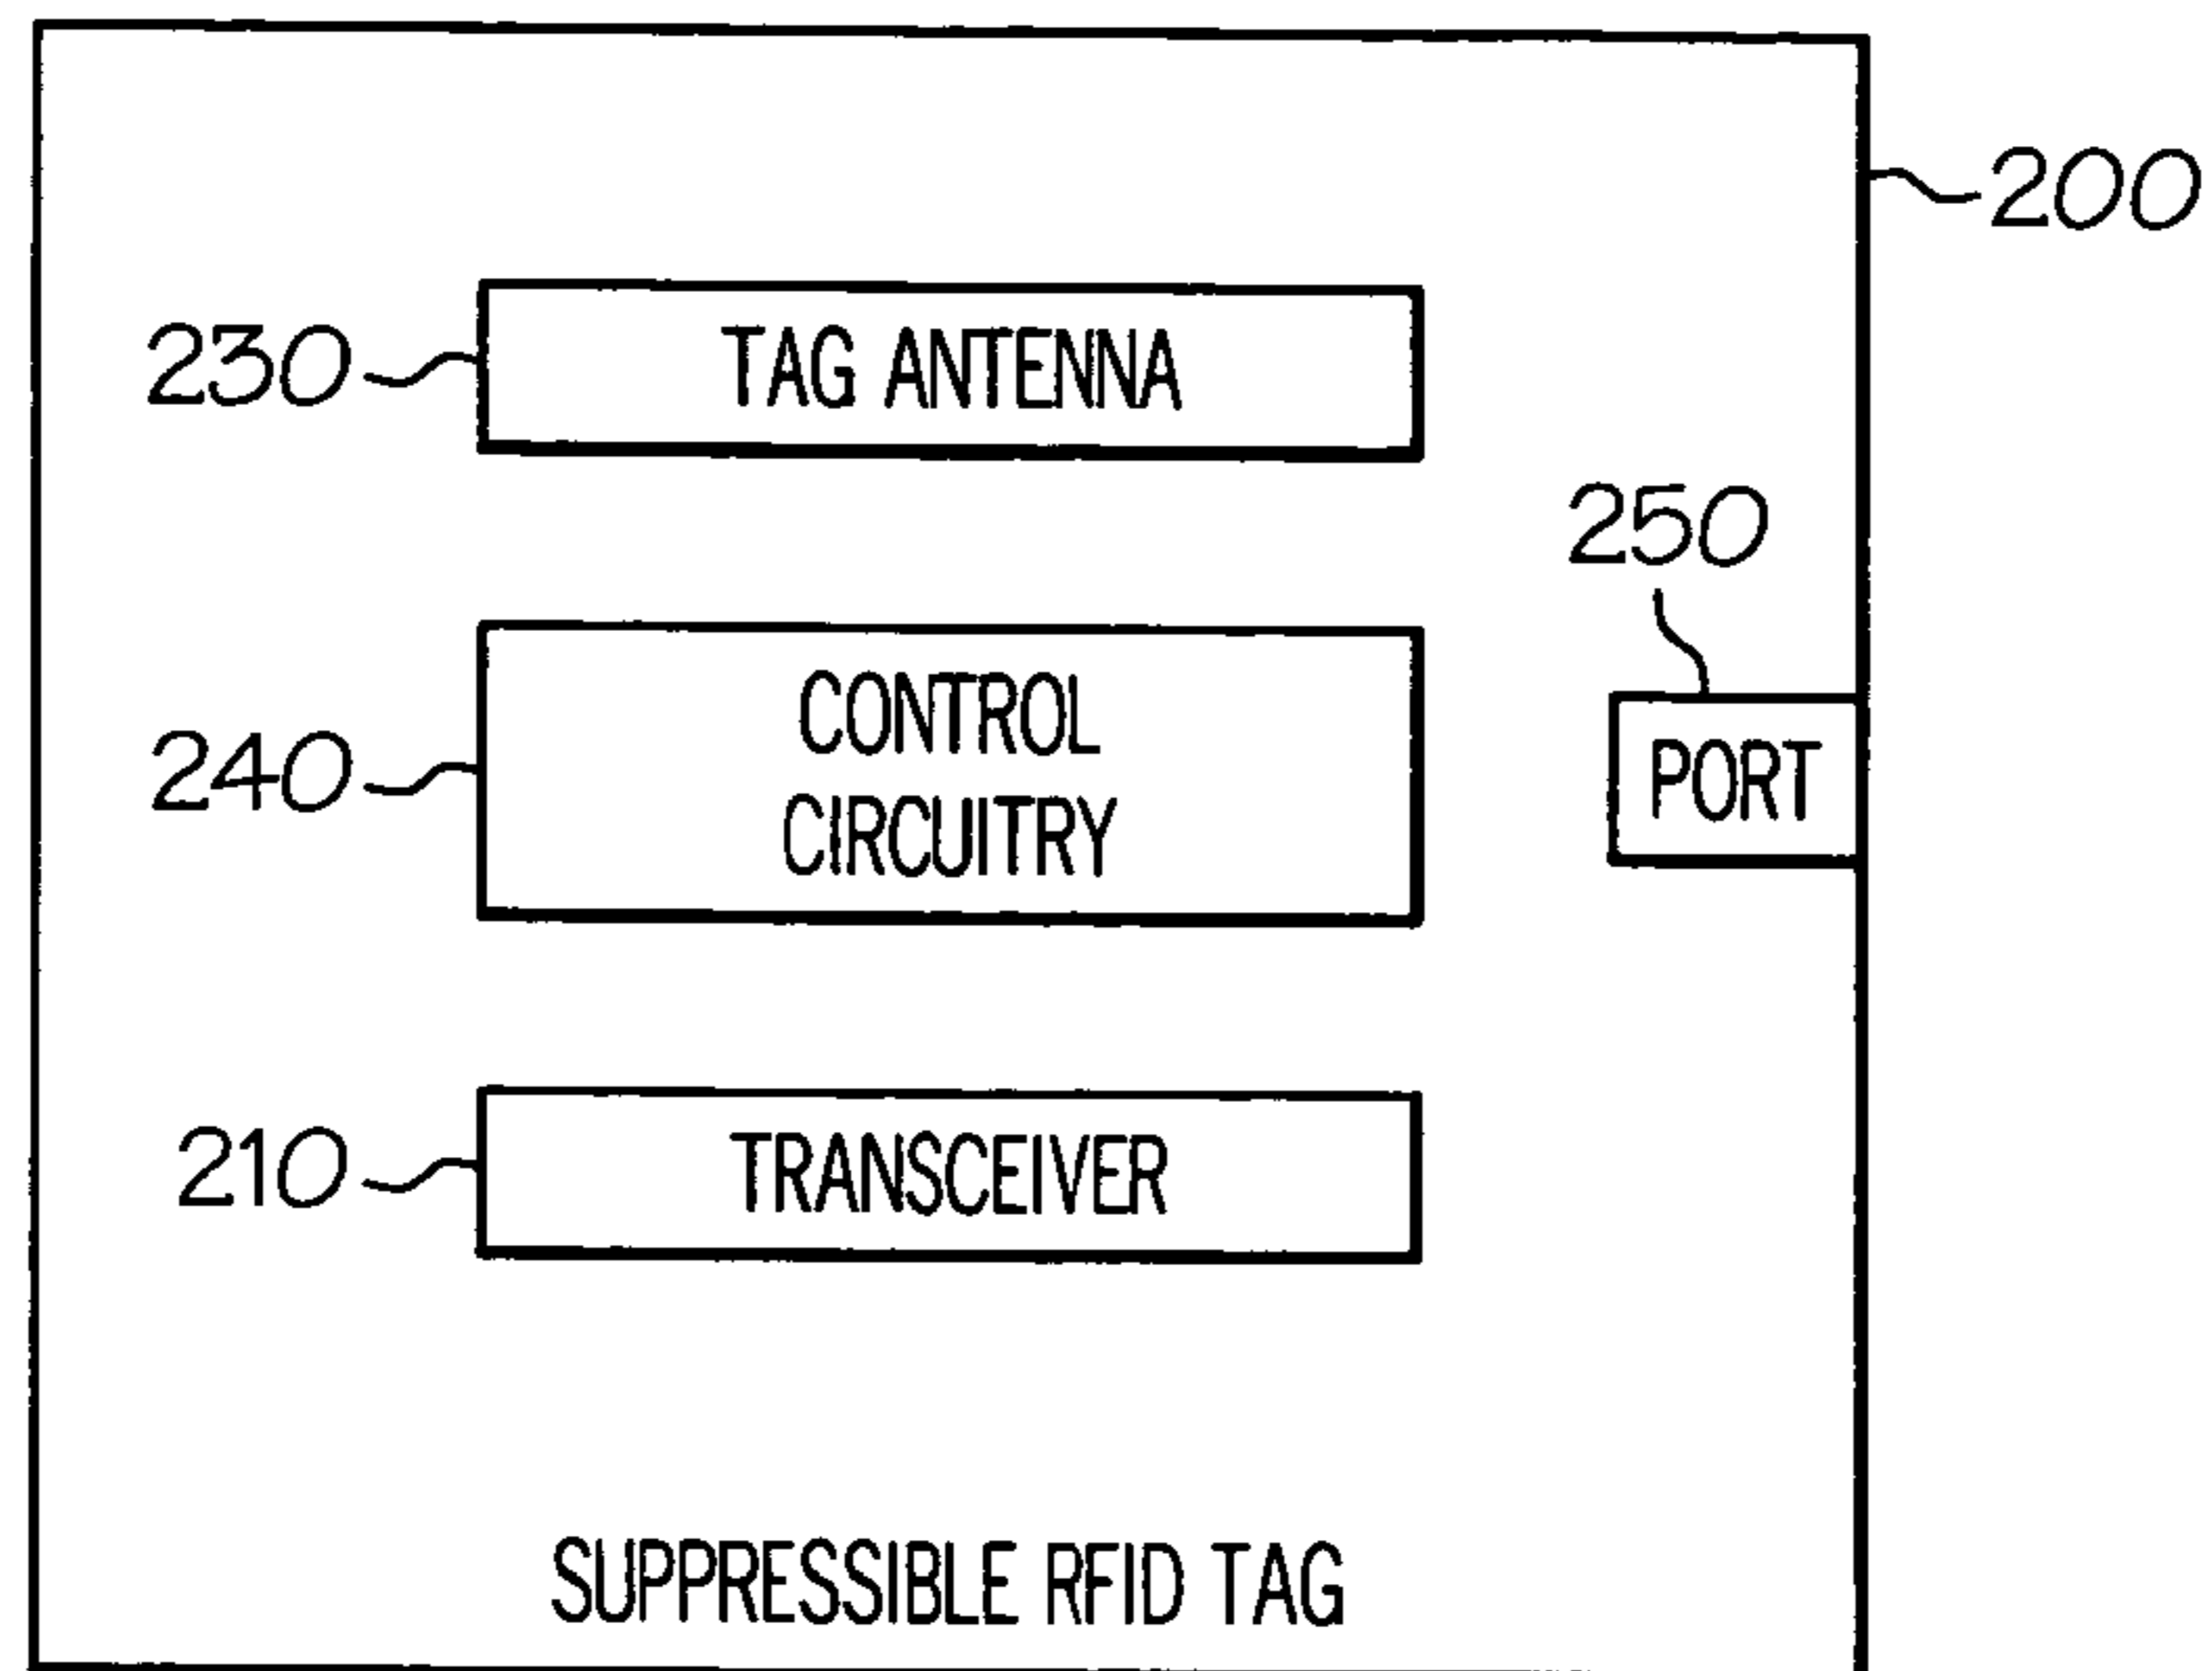 200
230
TAG ANTENNA
250
CONTROL
240
PORT
CIRCUITRY
210
TRANSCEIVER
SUPPRESSIBLE RFID TAG